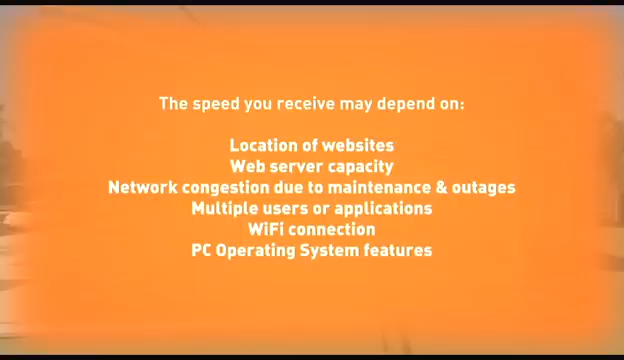 The speed you receive may depend on:
Location of websites
Web server capacity
Network congestion due to maintenance & outages
Multiple users or applications
WiFi connection
PC Operating System features